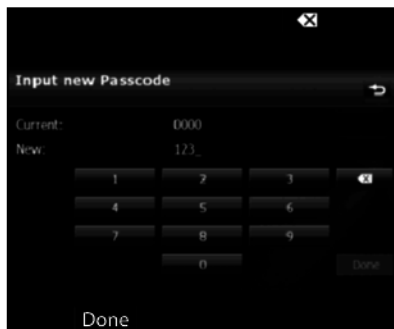 Input new Passcode
Current: 0000
New: 123_
1 2 3
4 5 6
7 8 9
0 Done
Done